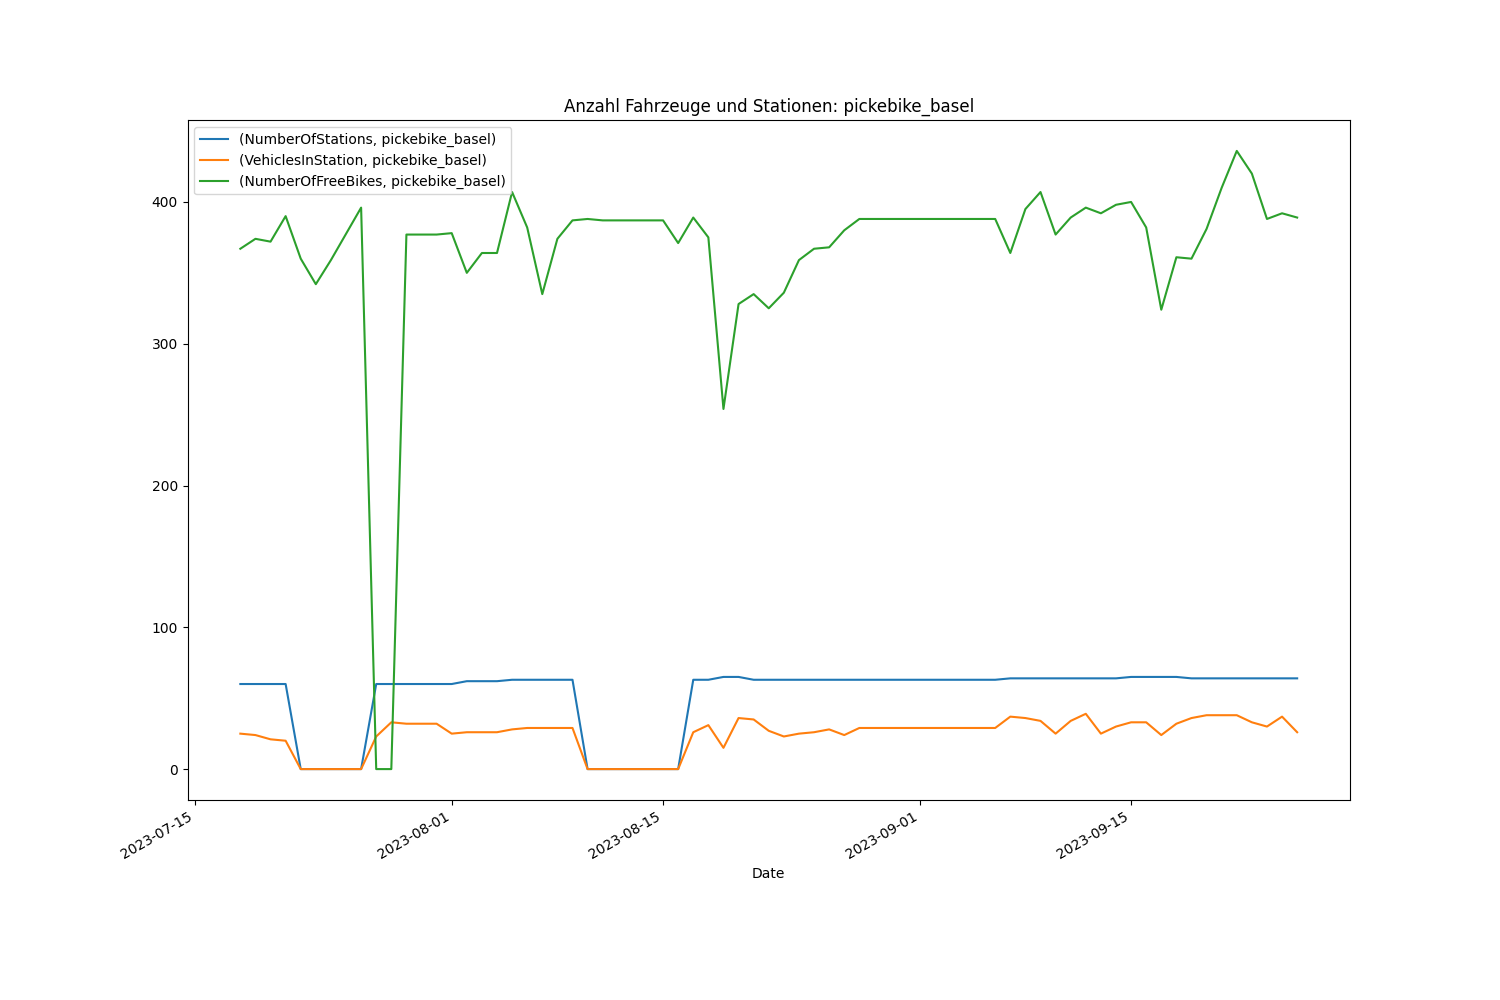 Anzahl Fahrzeuge und Stationen: pickebike_basel
(NumberOfStations, pickebike_basel)
(VehiclesInStation, pickebike_basel)
(NumberOfFreeBikes, pickebike_basel)
400
300
200
100
0
2023-07-15
2023-08-01
2023-08-15
2023-09-01
2023-09-15
Date